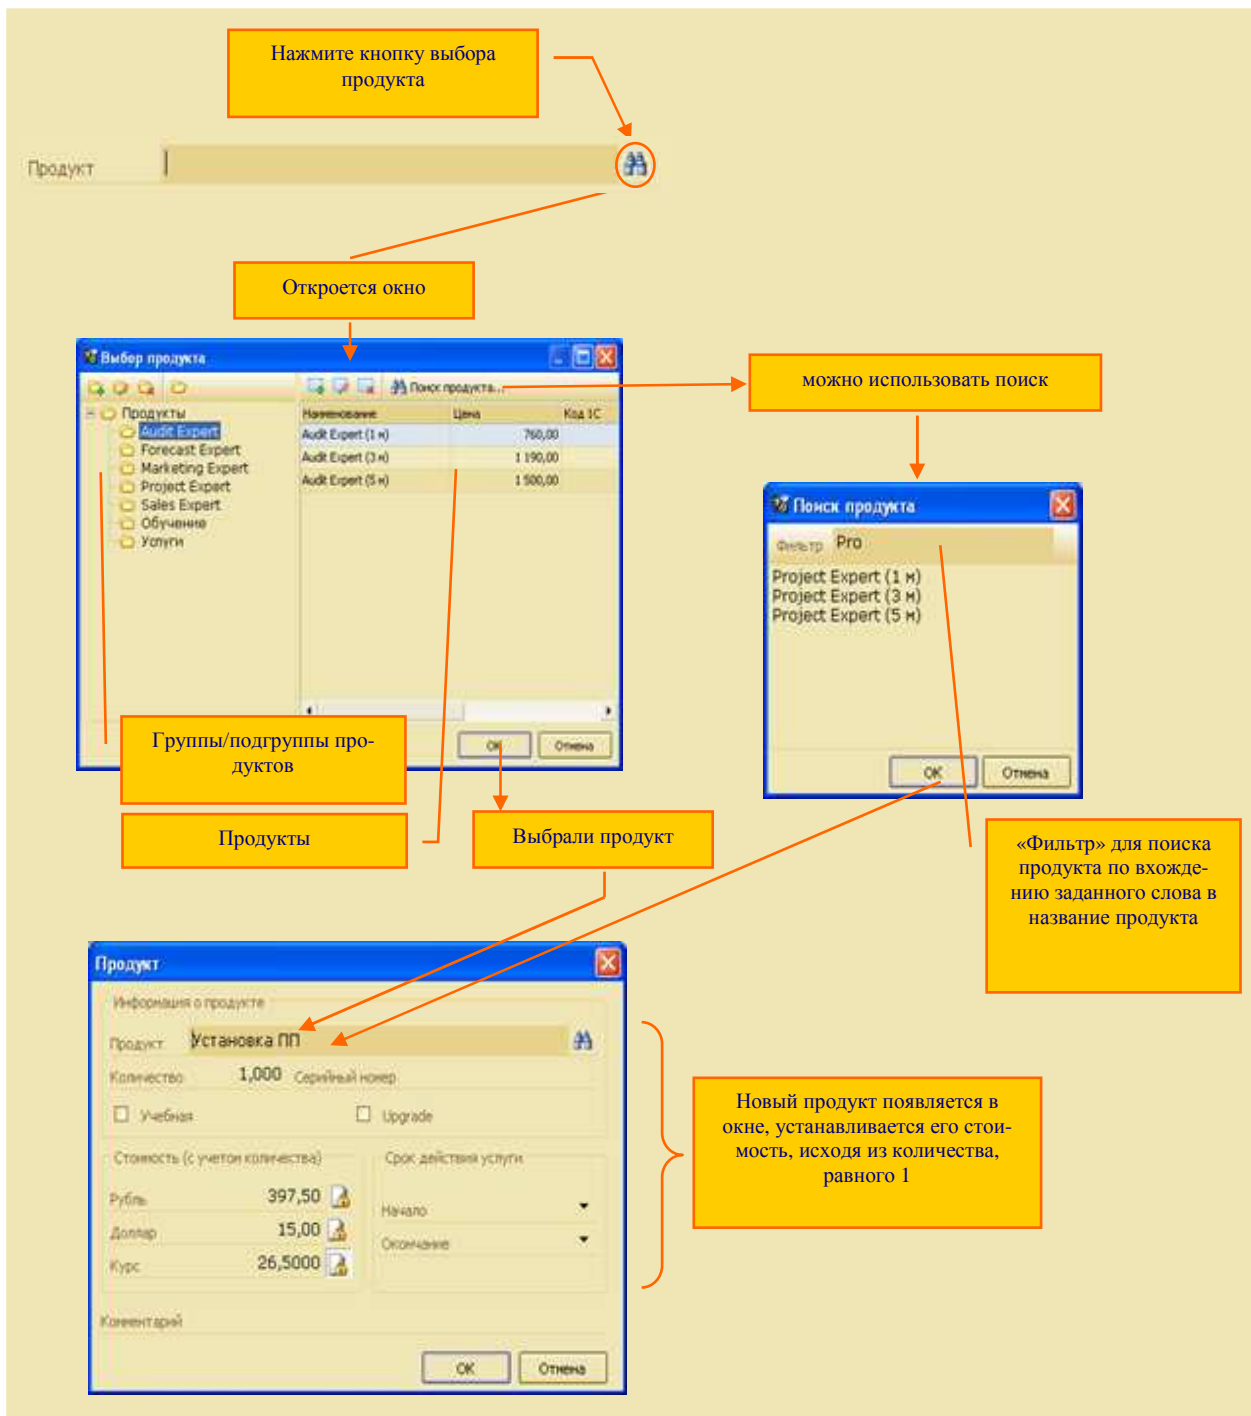 Нажмите кнопку выбора
продукта
Продукт
Откроется окно
Выбор продукта
Поиск продукта...
можно использовать поиск
Продукты
Audit Expert
Forecast Expert
Marketing Expert
Project Expert
Sales Expert
Обучение
Услуги
Наименование Цена Код 1С
Audit Expert (1 м) 760,00
Audit Expert (3 м) 1 190,00
Audit Expert (5 м) 1 500,00
ОК Отмена
Поиск продукта
Фильтр Pro
Project Expert (1 м)
Project Expert (3 м)
Project Expert (5 м)
ОК Отмена
Группы/подгруппы про-
дуктов
Продукты
Выбрали продукт
«Фильтр» для поиска
продукта по вхожде-
нию заданного слова в
название продукта
Продукт
Информация о продукте
Продукт Установка ПП
Количество 1,000 Серийный номер
Учебная Upgrade
Стоимость (с учетом количества) Срок действия услуги
Рубль 397,50
Начало
Доллар 15,00
Окончание
Курс 26,5000
Комментарий
ОК Отмена
Новый продукт появляется в
окне, устанавливается его стои-
мость, исходя из количества,
равного 1